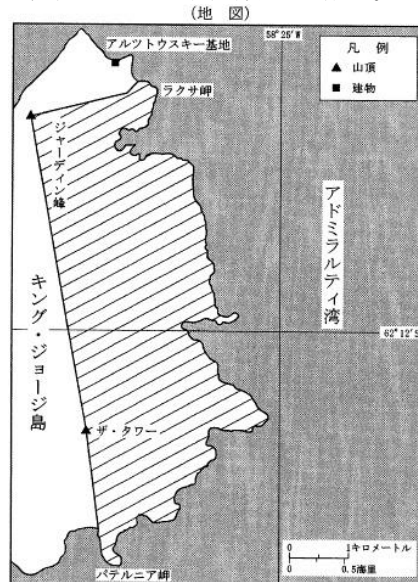 (地 図)
58°25′W
アルツトウスキー基地
凡 例
▲ 山頂
■ 建物
ラクサ岬
ジャーディン峰
アドミラルティ湾
キング・ジョージ島
62°12′S
ザ・タワー
0 1キロメートル
0 0.5海里
パテルニア岬